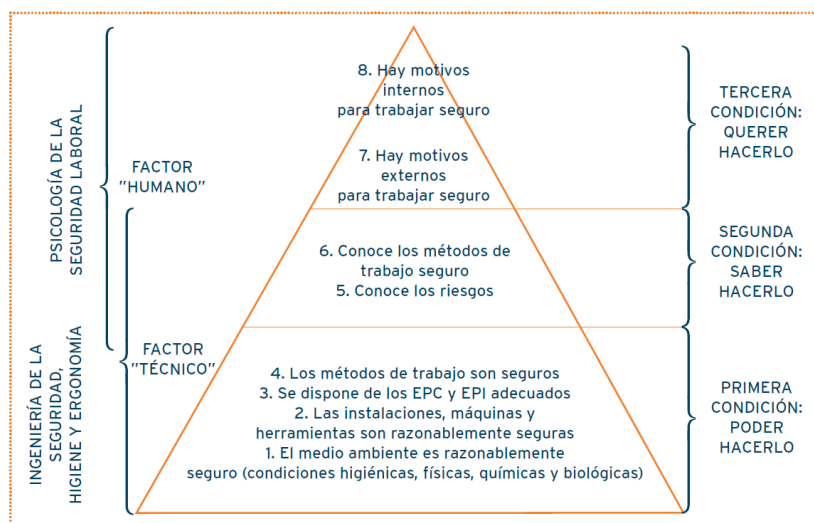 PSICOLOGÍA DE LA
SEGURIDAD LABORAL
FACTOR
"HUMANO"
INGENIERÍA DE LA
SEGURIDAD,
HIGIENE Y ERGONOMÍA
FACTOR
"TÉCNICO"
8. Hay motivos
internos
para trabajar seguro
7. Hay motivos
externos
para trabajar seguro
6. Conoce los métodos de
trabajo seguro
5. Conoce los riesgos
4. Los métodos de trabajo son seguros
3. Se dispone de los EPC y EPI adecuados
2. Las instalaciones, máquinas y
herramientas son razonablemente seguras
1. El medio ambiente es razonablemente
seguro (condiciones higiénicas, físicas, químicas y biológicas)
TERCERA
CONDICIÓN:
QUERER
HACERLO
SEGUNDA
CONDICIÓN:
SABER
HACERLO
PRIMERA
CONDICIÓN:
PODER
HACERLO